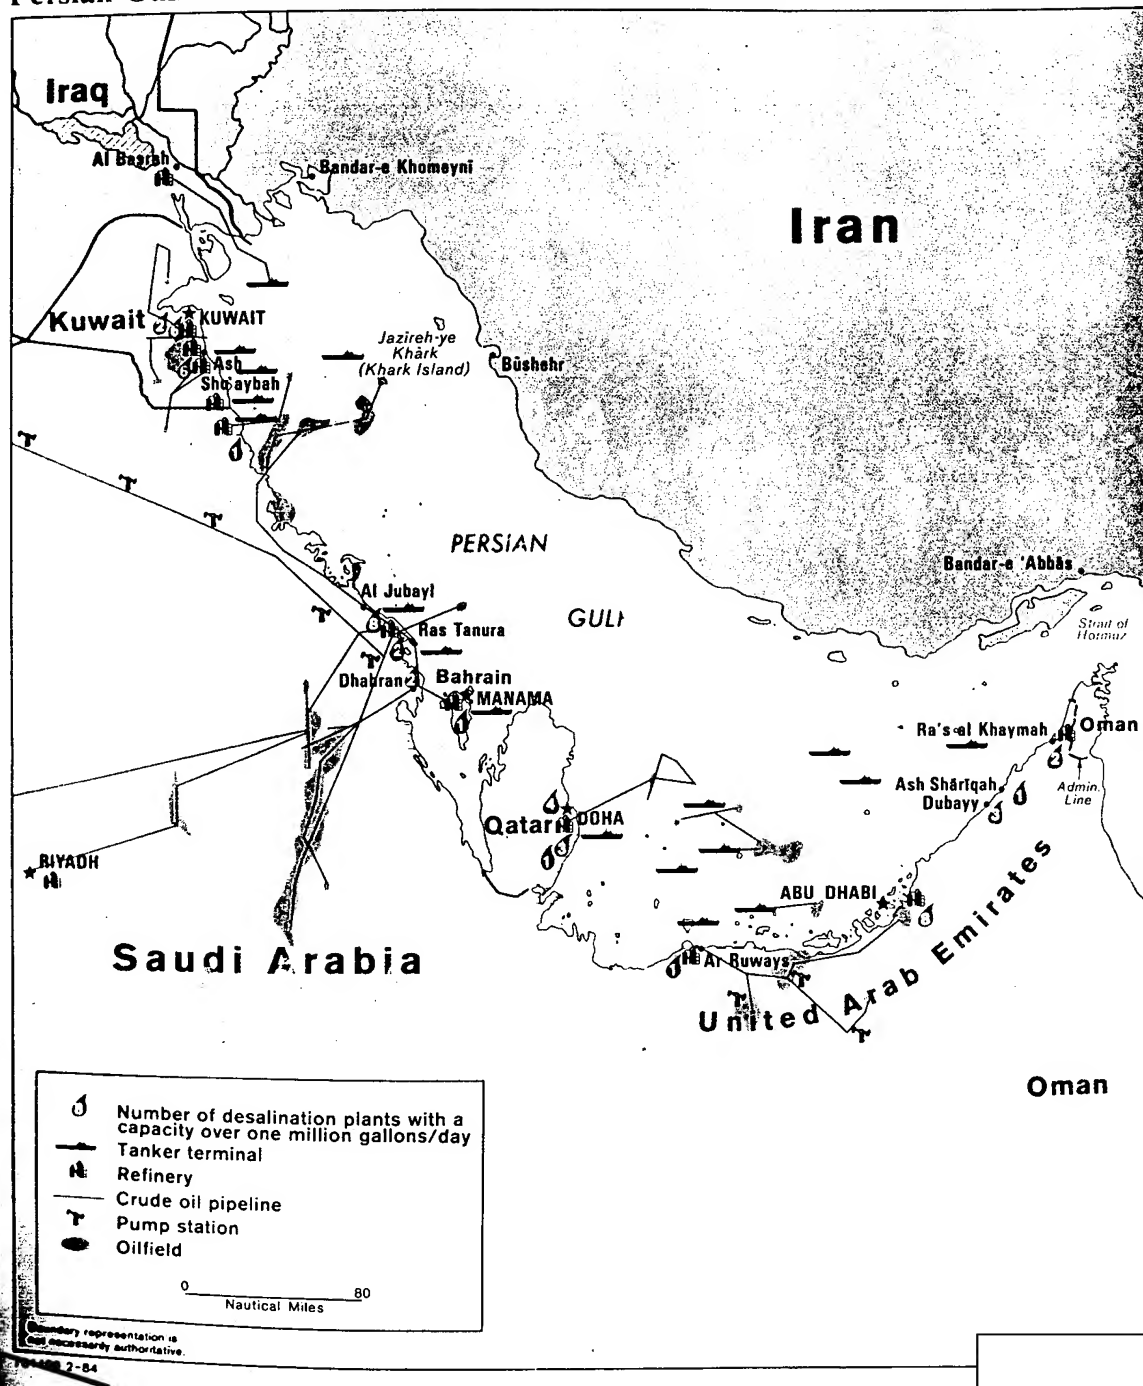 Persian
Iraq
Al Başrah
Bandar-e Khomeynī
Iran
Kuwait
KUWAIT
Jazīreh-ye
Khārk
(Khark Island)
Būshehr
Ash
Shu'aybah
PERSIAN
GULF
Bandar-e 'Abbās
Strait of
Hormuz
Al Jubayl
Ras Tanura
Dhahran
Bahrain
MANAMA
Ra's al Khaymah
Oman
Ash Shāriqah
Dubayy
Admin.
Line
Qatar
DOHA
RIYADH
ABU DHABI
Saudi Arabia
Ar Ruways
United Arab Emirates
Oman
Number of desalination plants with a
capacity over one million gallons/day
Tanker terminal
Refinery
Crude oil pipeline
Pump station
Oilfield
0 80
Nautical Miles
Boundary representation is
not necessarily authoritative.
2-84